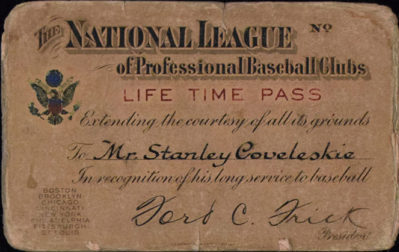 THE NATIONAL LEAGUE Nº
of Professional Baseball Clubs
LIFE TIME PASS
Extending the courtesy of all its grounds
To Mr. Stanley Coveleskie
In recognition of his long service to baseball
BOSTON
BROOKLYN
CHICAGO
CINCINNATI
NEW YORK
PHILADELPHIA
PITTSBURGH
ST LOUIS
Ford C. Frick
President